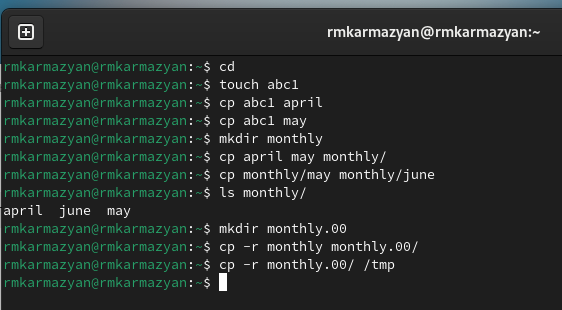 rmkarmazyan@rmkarmazyan:~
rmkarmazyan@rmkarmazyan:~$ cd
rmkarmazyan@rmkarmazyan:~$ touch abc1
rmkarmazyan@rmkarmazyan:~$ cp abc1 april
rmkarmazyan@rmkarmazyan:~$ cp abc1 may
rmkarmazyan@rmkarmazyan:~$ mkdir monthly
rmkarmazyan@rmkarmazyan:~$ cp april may monthly/
rmkarmazyan@rmkarmazyan:~$ cp monthly/may monthly/june
rmkarmazyan@rmkarmazyan:~$ ls monthly/
april  june  may
rmkarmazyan@rmkarmazyan:~$ mkdir monthly.00
rmkarmazyan@rmkarmazyan:~$ cp -r monthly monthly.00/
rmkarmazyan@rmkarmazyan:~$ cp -r monthly.00/ /tmp
rmkarmazyan@rmkarmazyan:~$